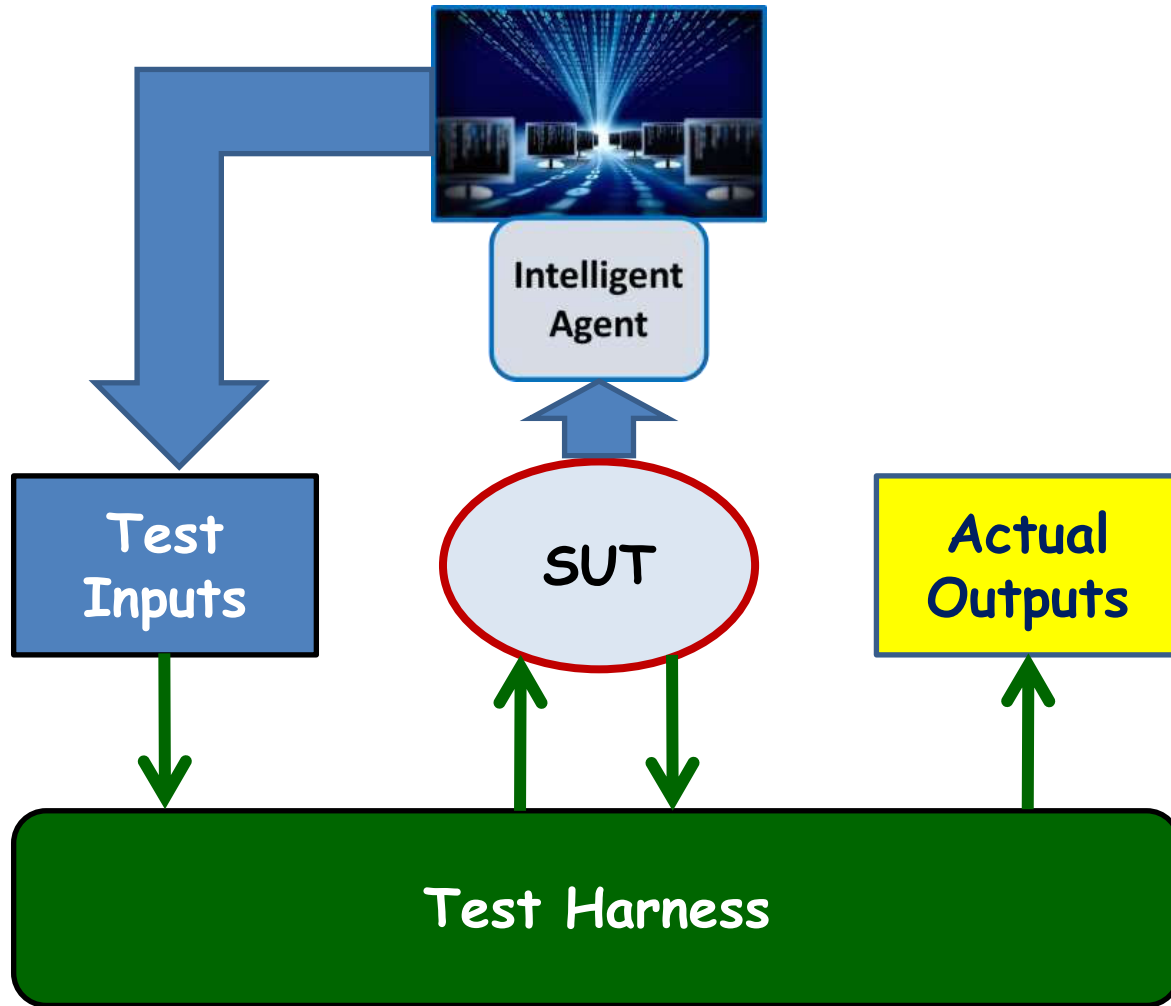 Intelligent
Agent
Test
Inputs
SUT
Actual
Outputs
Test Harness